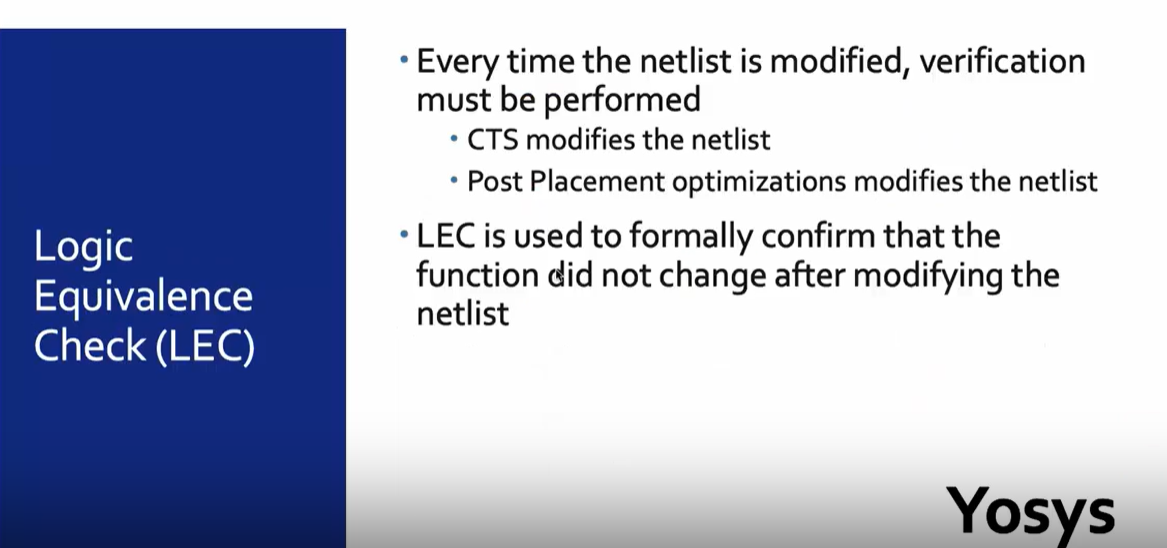 Logic
Equivalence
Check (LEC)
• Every time the netlist is modified, verification
must be performed
• CTS modifies the netlist
• Post Placement optimizations modifies the netlist
• LEC is used to formally confirm that the
function did not change after modifying the
netlist
Yosys